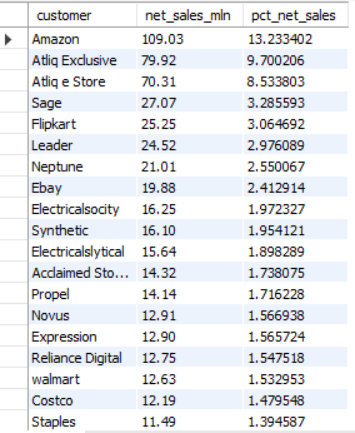 customer net_sales_mln pct_net_sales
Amazon 109.03 13.233402
Atliq Exclusive 79.92 9.700206
Atliq e Store 70.31 8.533803
Sage 27.07 3.285593
Flipkart 25.25 3.064692
Leader 24.52 2.976089
Neptune 21.01 2.550067
Ebay 19.88 2.412914
Electricalsocity 16.25 1.972327
Synthetic 16.10 1.954121
Electricalslytical 15.64 1.898289
Acclaimed Sto... 14.32 1.738075
Propel 14.14 1.716228
Novus 12.91 1.566938
Expression 12.90 1.565724
Reliance Digital 12.75 1.547518
walmart 12.63 1.532953
Costco 12.19 1.479548
Staples 11.49 1.394587